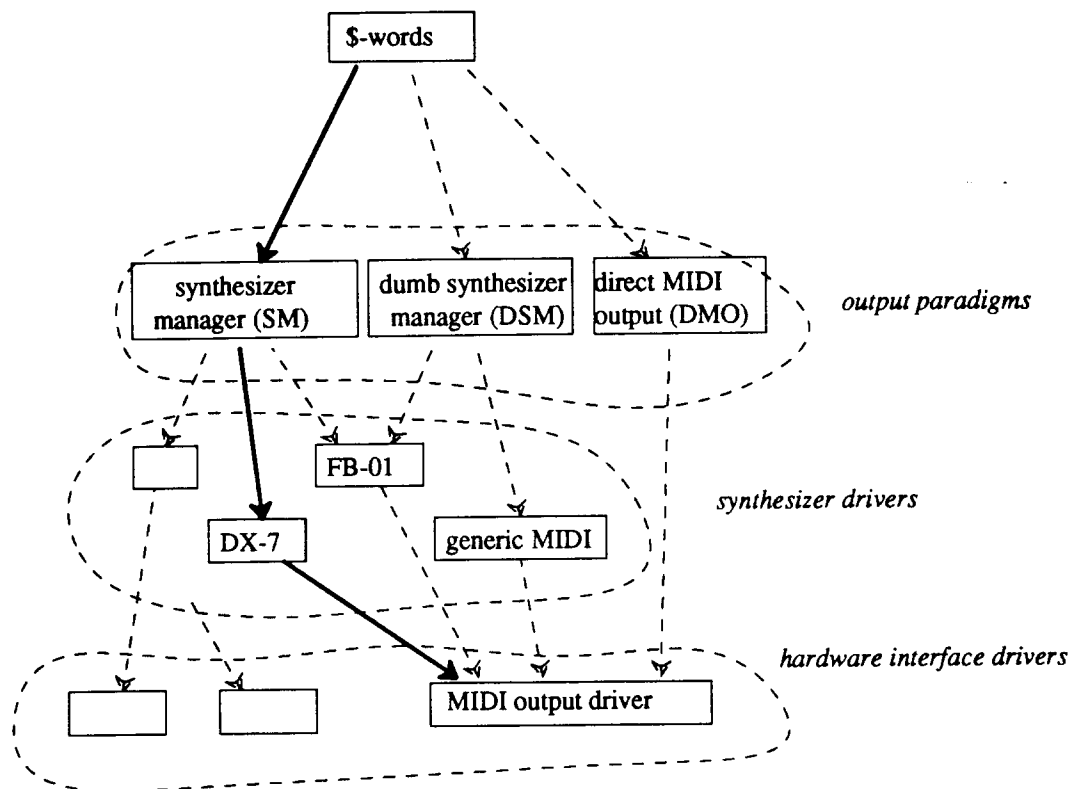 $-words
synthesizer
manager (SM)
dumb synthesizer
manager (DSM)
direct MIDI
output (DMO)
output paradigms
FB-01
synthesizer drivers
DX-7
generic MIDI
hardware interface drivers
MIDI output driver